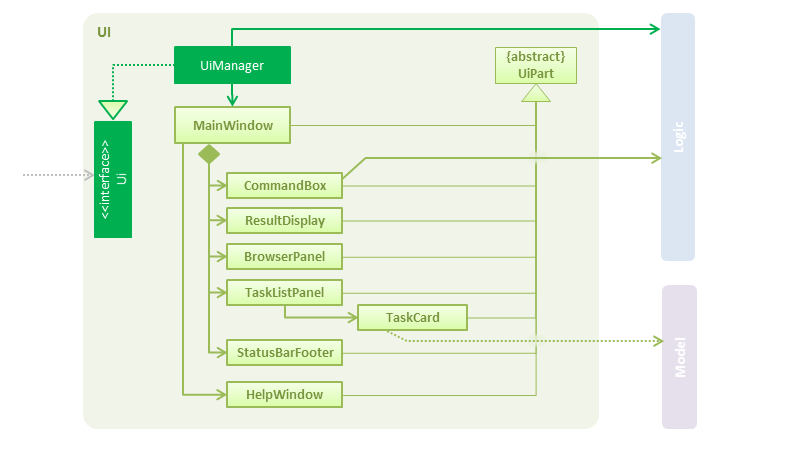 UI
UiManager
{abstract}
UiPart
MainWindow
Logic
<<interface>>
Ui
CommandBox
ResultDisplay
BrowserPanel
TaskListPanel
TaskCard
Model
StatusBarFooter
HelpWindow